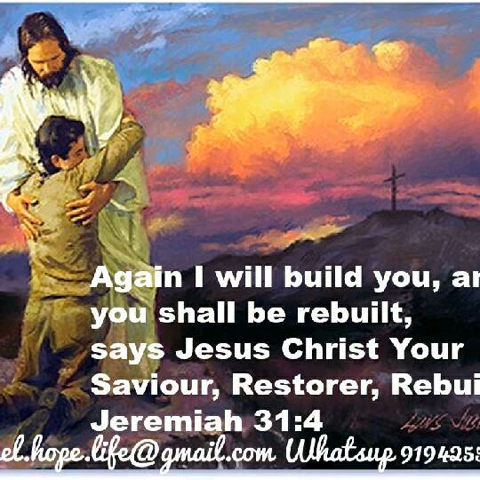 Again I will build you, an
you shall be rebuilt,
says Jesus Christ Your
Saviour, Restorer, Rebui
Jeremiah 31:4
el.hope.life@gmail.com Whatsup 919425